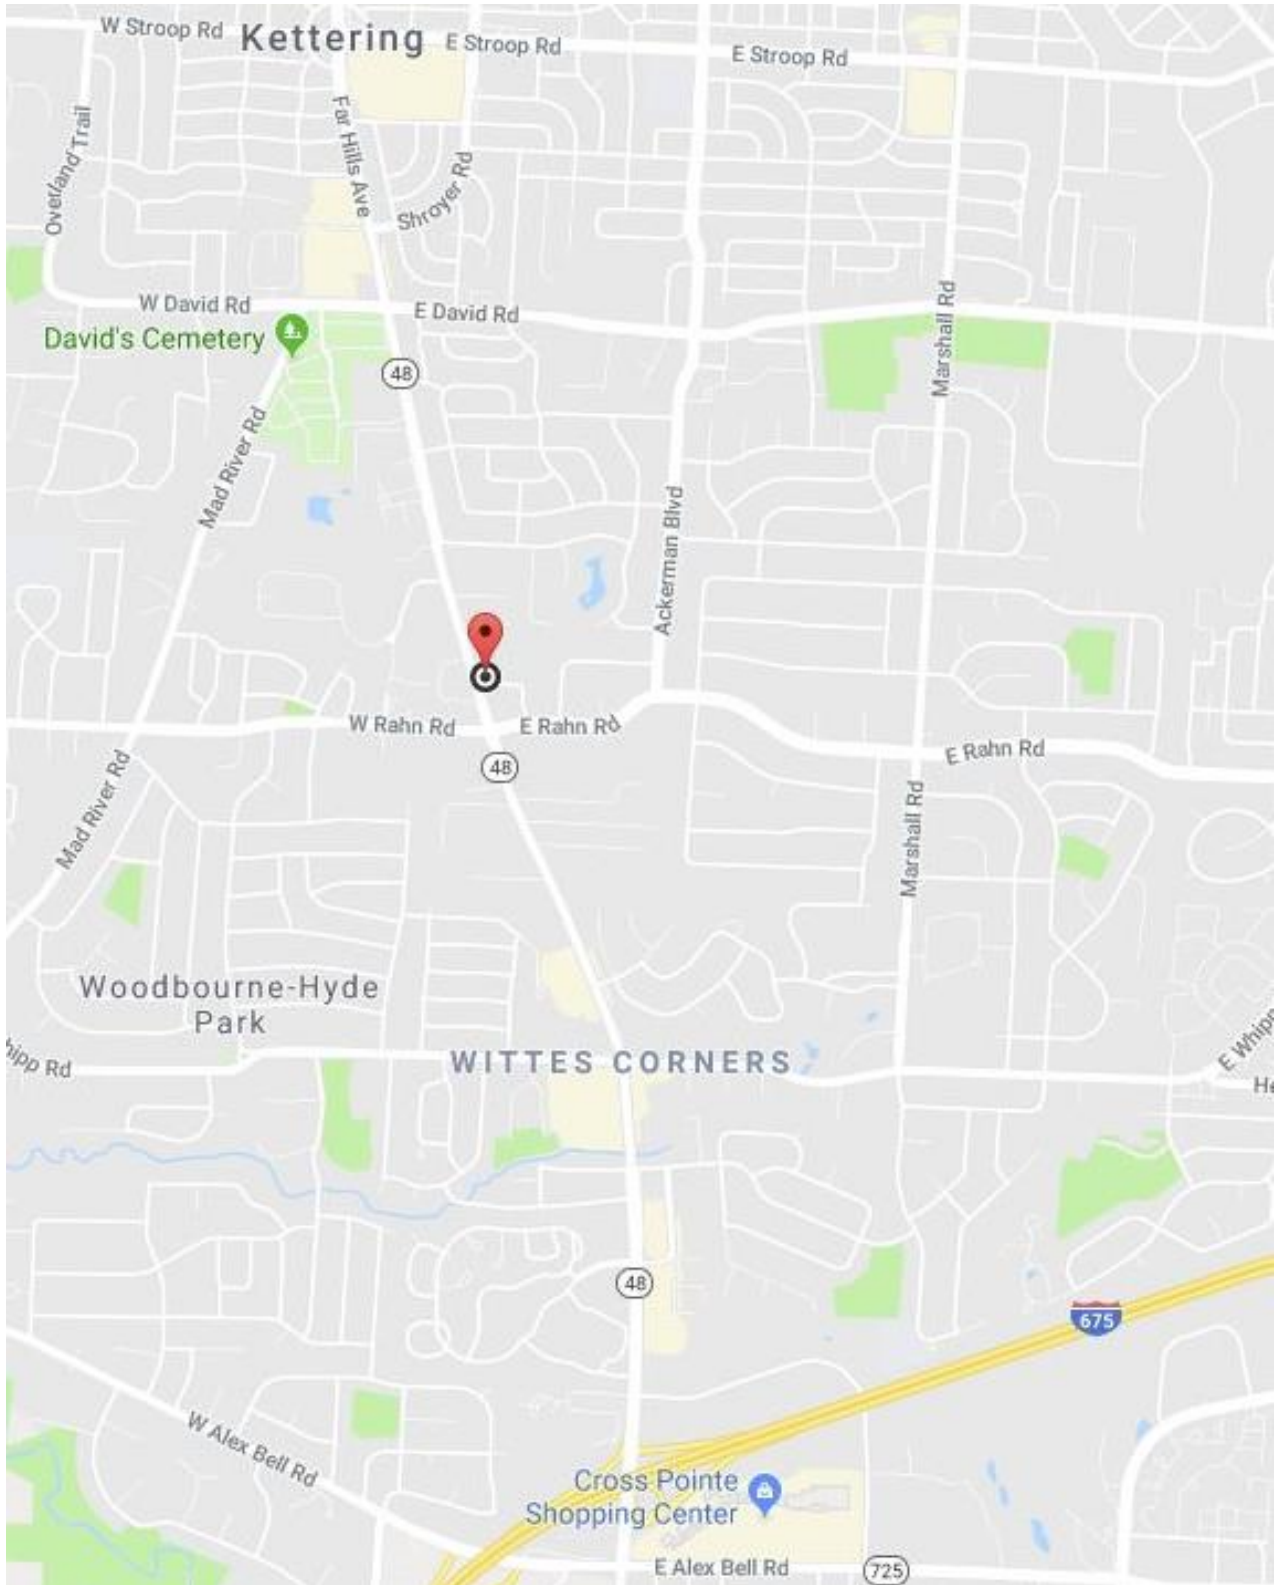 W Stroop Rd
Kettering
E Stroop Rd
E Stroop Rd
Overland Trail
Far Hills Ave
Shroyer Rd
W David Rd
E David Rd
Marshall Rd
David's Cemetery
48
Mad River Rd
Ackerman Blvd
W Rahn Rd
E Rahn Rd
E Rahn Rd
48
Mad River Rd
Marshall Rd
Woodbourne-Hyde
Park
hipp Rd
WITTES CORNERS
E Whipp
He
48
675
W Alex Bell Rd
Cross Pointe
Shopping Center
E Alex Bell Rd
725